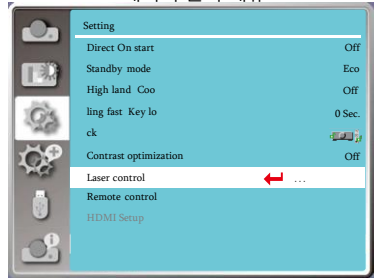 Setting
Direct On start Off
Standby mode Eco
High land Coo Off
ling fast Key lo 0 Sec.
ck
Contrast optimization Off
Laser control ...
Remote control
HDMI Setup